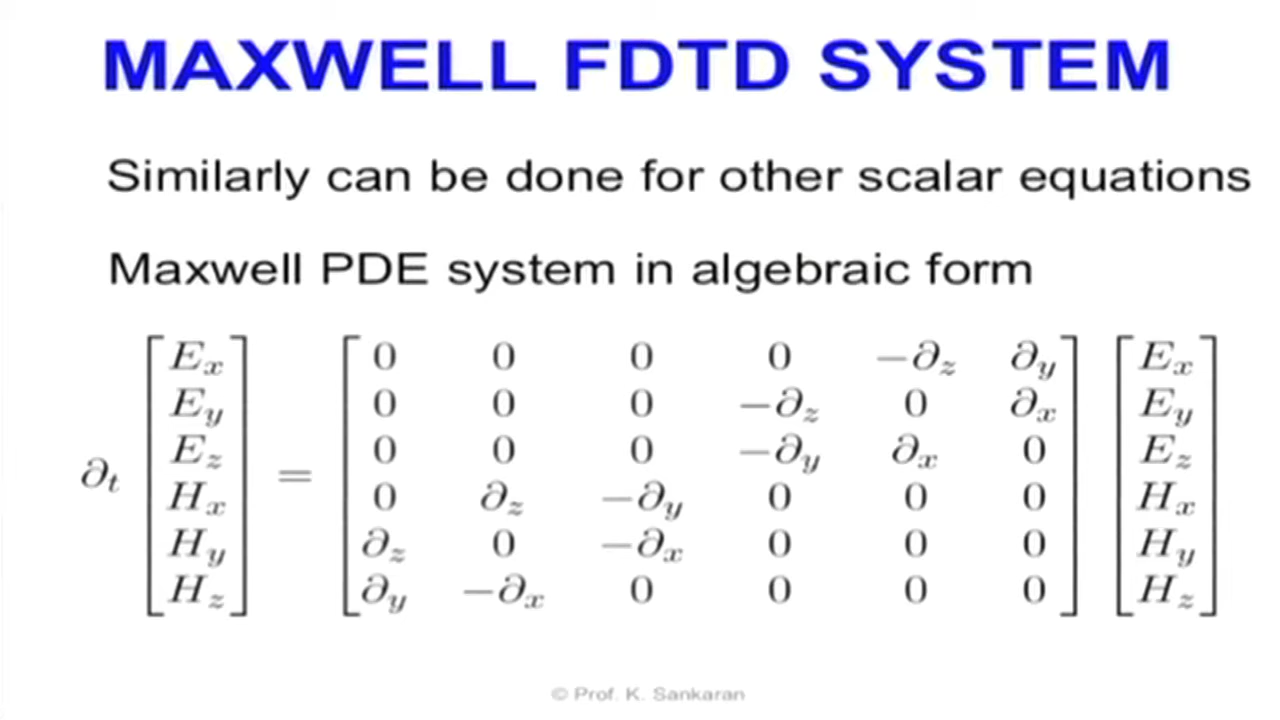 MAXWELL FDTD SYSTEM
Similarly can be done for other scalar equations
Maxwell PDE system in algebraic form
∂t [Ex Ey Ez Hx Hy Hz] = [0 0 0 0 −∂z ∂y
0 0 0 −∂z 0 ∂x
0 0 0 −∂y ∂x 0
0 ∂z −∂y 0 0 0
∂z 0 −∂x 0 0 0
∂y −∂x 0 0 0 0] [Ex Ey Ez Hx Hy Hz]
© Prof. K. Sankaran